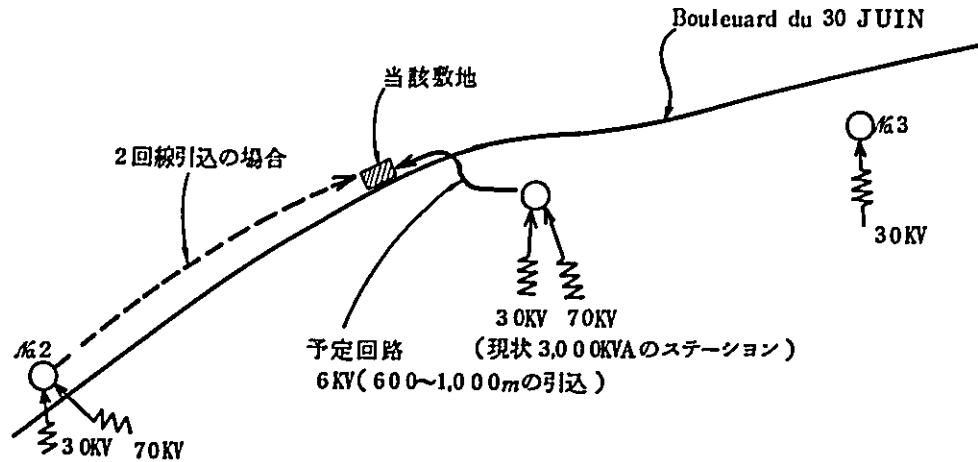 Bouleuard du 30 JUIN
当該敷地
2回線引込の場合
№3
30KV
30KV 70KV
予定回路 (現状3,000KVAのステーション)
6KV(600~1,000mの引込)
№2
30KV 70KV